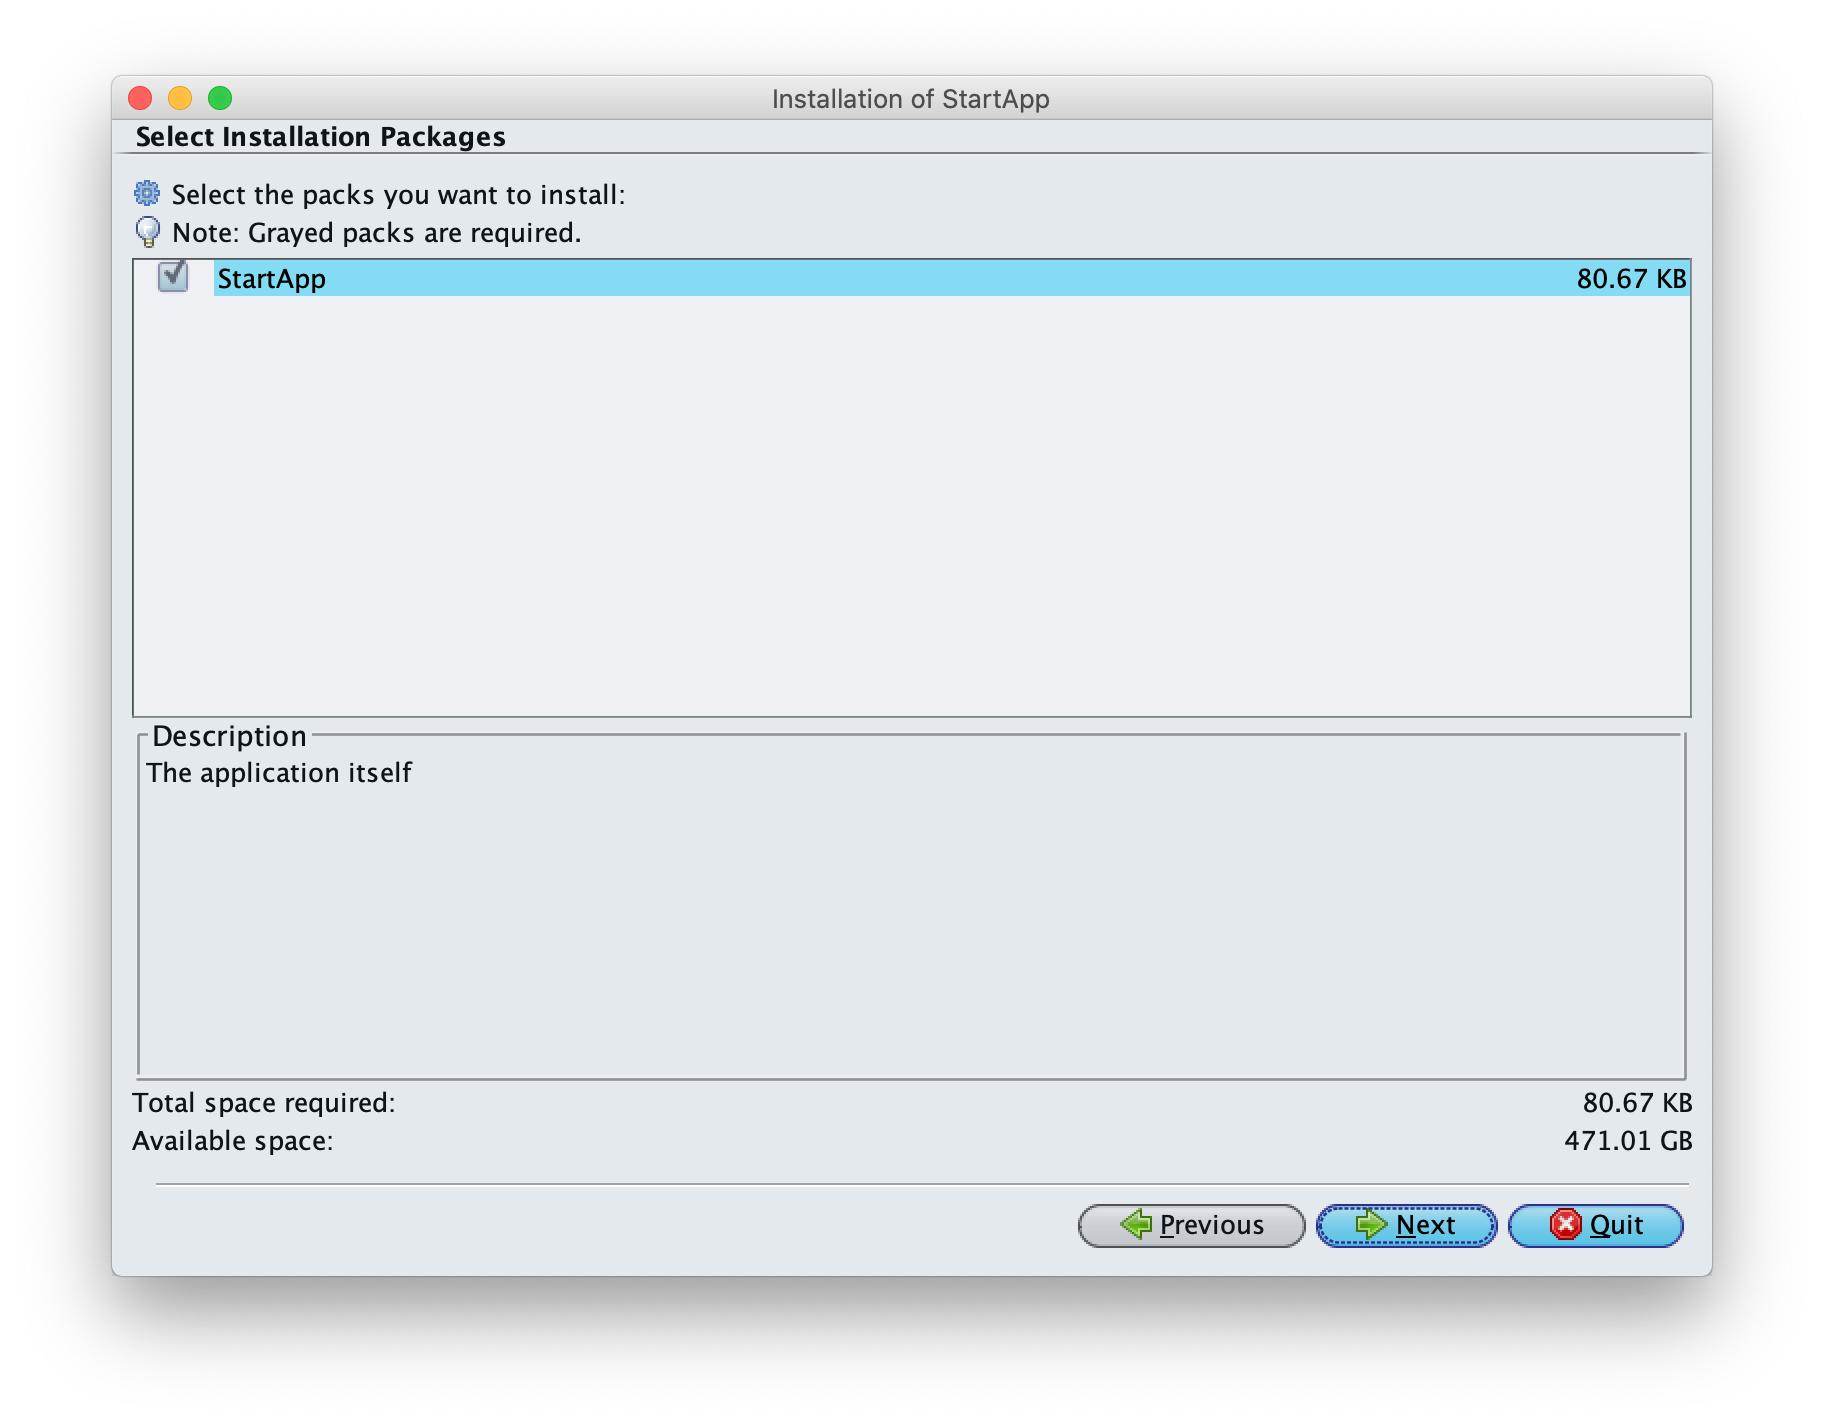 Installation of StartApp
Select Installation Packages
Select the packs you want to install:
Note: Grayed packs are required.
StartApp 80.67 KB
Description
The application itself
Total space required: 80.67 KB
Available space: 471.01 GB
Previous Next Quit